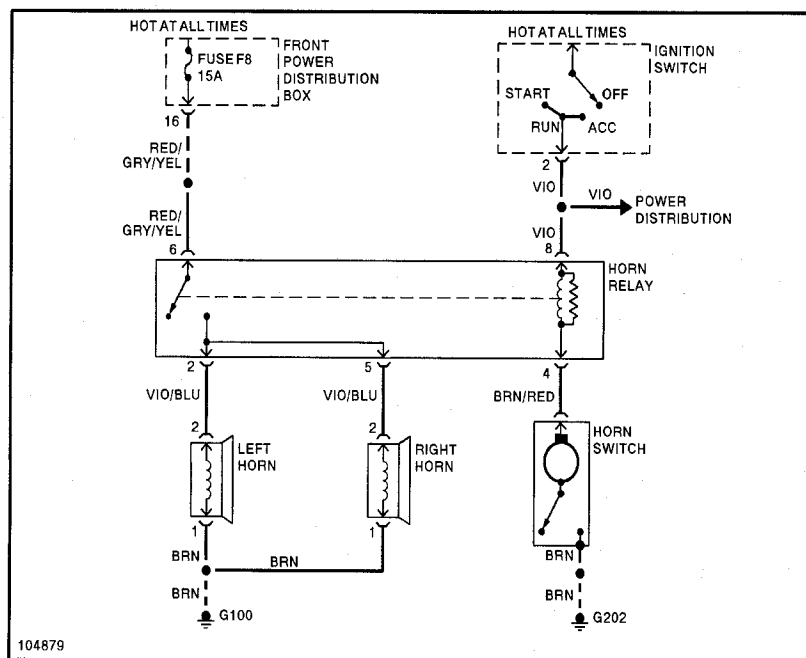 HOT AT ALL TIMES
FUSE F8
15A
FRONT
POWER
DISTRIBUTION
BOX
16
RED/
GRY/YEL
RED/
GRY/YEL
6
HOT AT ALL TIMES
IGNITION
SWITCH
START
OFF
RUN
ACC
2
VIO
VIO
POWER
DISTRIBUTION
VIO
8
HORN
RELAY
2
5
4
VIO/BLU
VIO/BLU
BRN/RED
2
LEFT
HORN
1
2
RIGHT
HORN
1
HORN
SWITCH
BRN
BRN
BRN
G100
BRN
BRN
G202
104879